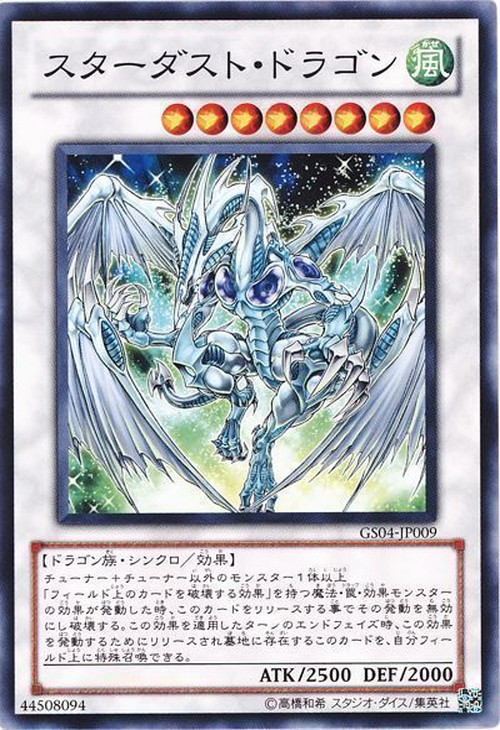 スターダスト・ドラゴン
風
GS04-JP009
【ドラゴン族・シンクロ／効果】
チューナー＋チューナー以外のモンスター１体以上
「フィールド上のカードを破壊する効果」を持つ魔法・罠・効果モンスター
の効果が発動した時、このカードをリリースする事でその発動を無効
にし破壊する。この効果を適用したターンのエンドフェイズ時、この効果
を発動するためにリリースされ墓地に存在するこのカードを、自分フィ
ールド上に特殊召喚できる。
ATK/2500 DEF/2000
44508094
©高橋和希 スタジオ・ダイス/集英社